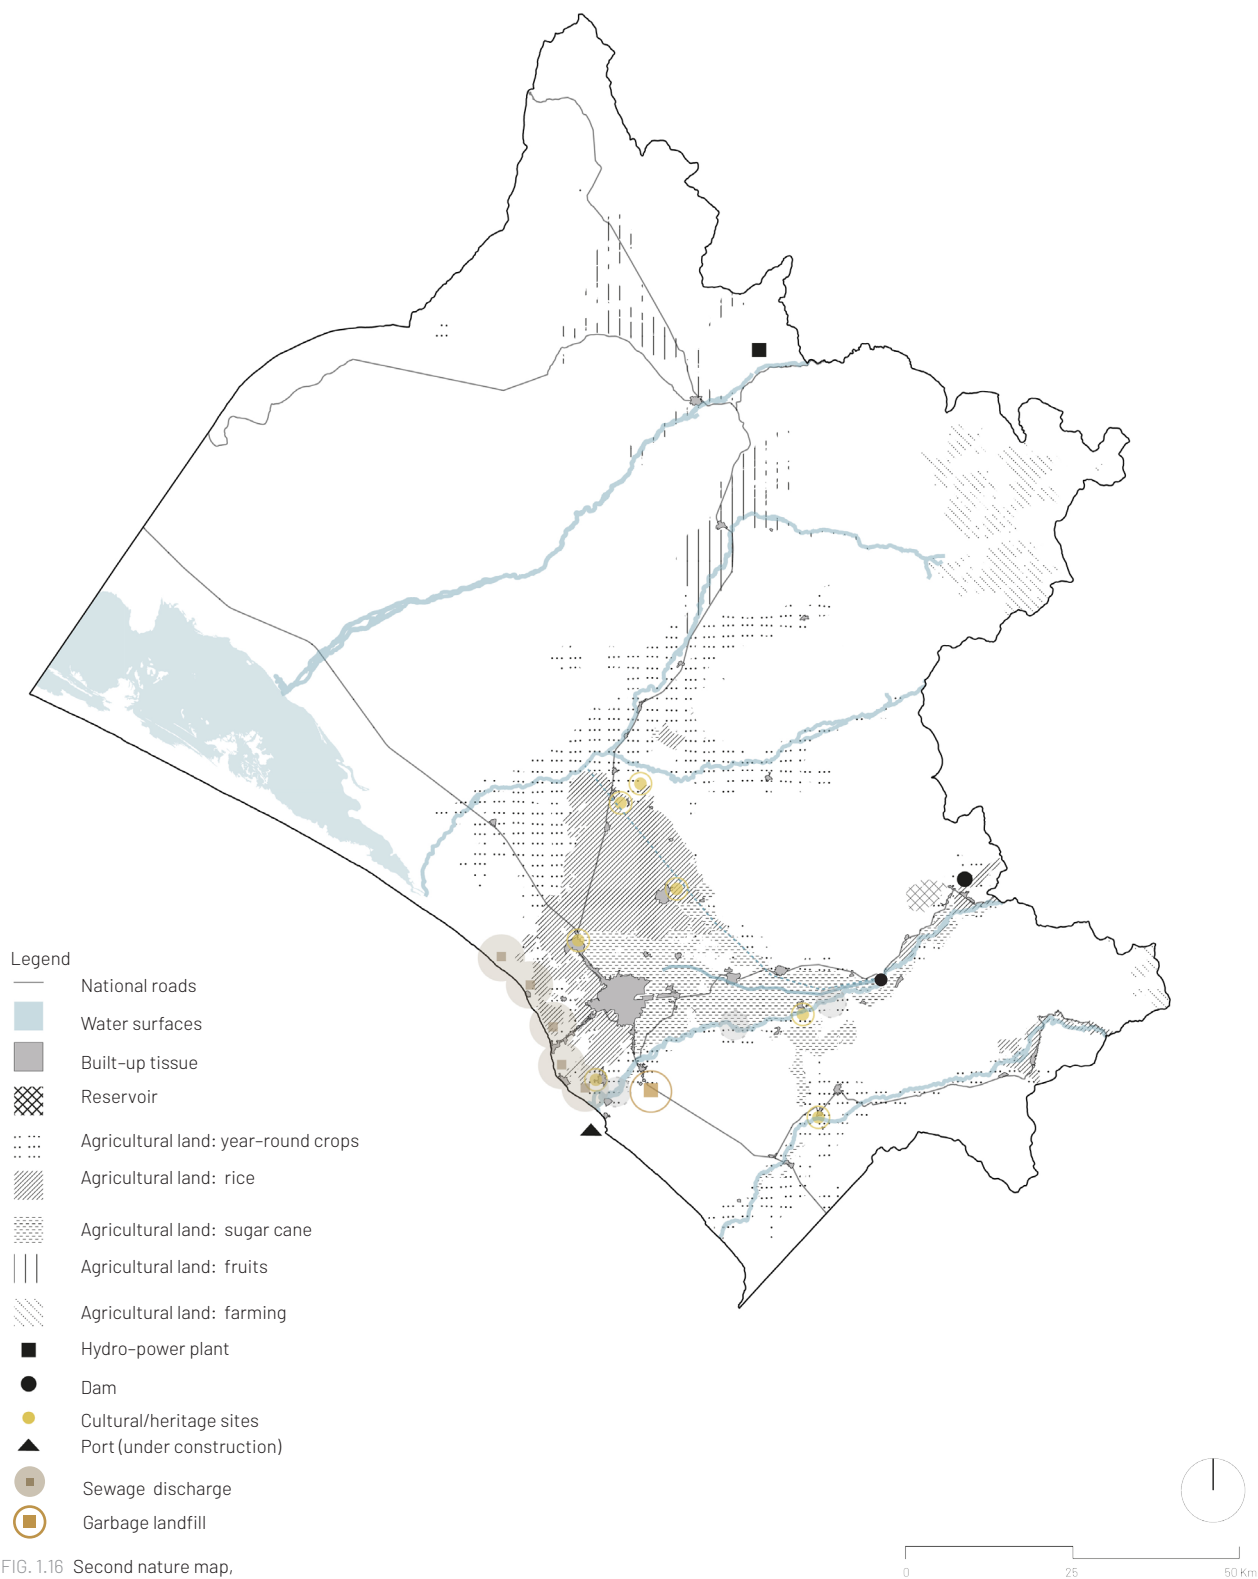 Legend
National roads
Water surfaces
Built-up tissue
Reservoir
Agricultural land: year-round crops
Agricultural land: rice
Agricultural land: sugar cane
Agricultural land: fruits
Agricultural land: farming
Hydro-power plant
Dam
Cultural/heritage sites
Port (under construction)
Sewage discharge
Garbage landfill
FIG. 1.16 Second nature map,
0 25 50 Km